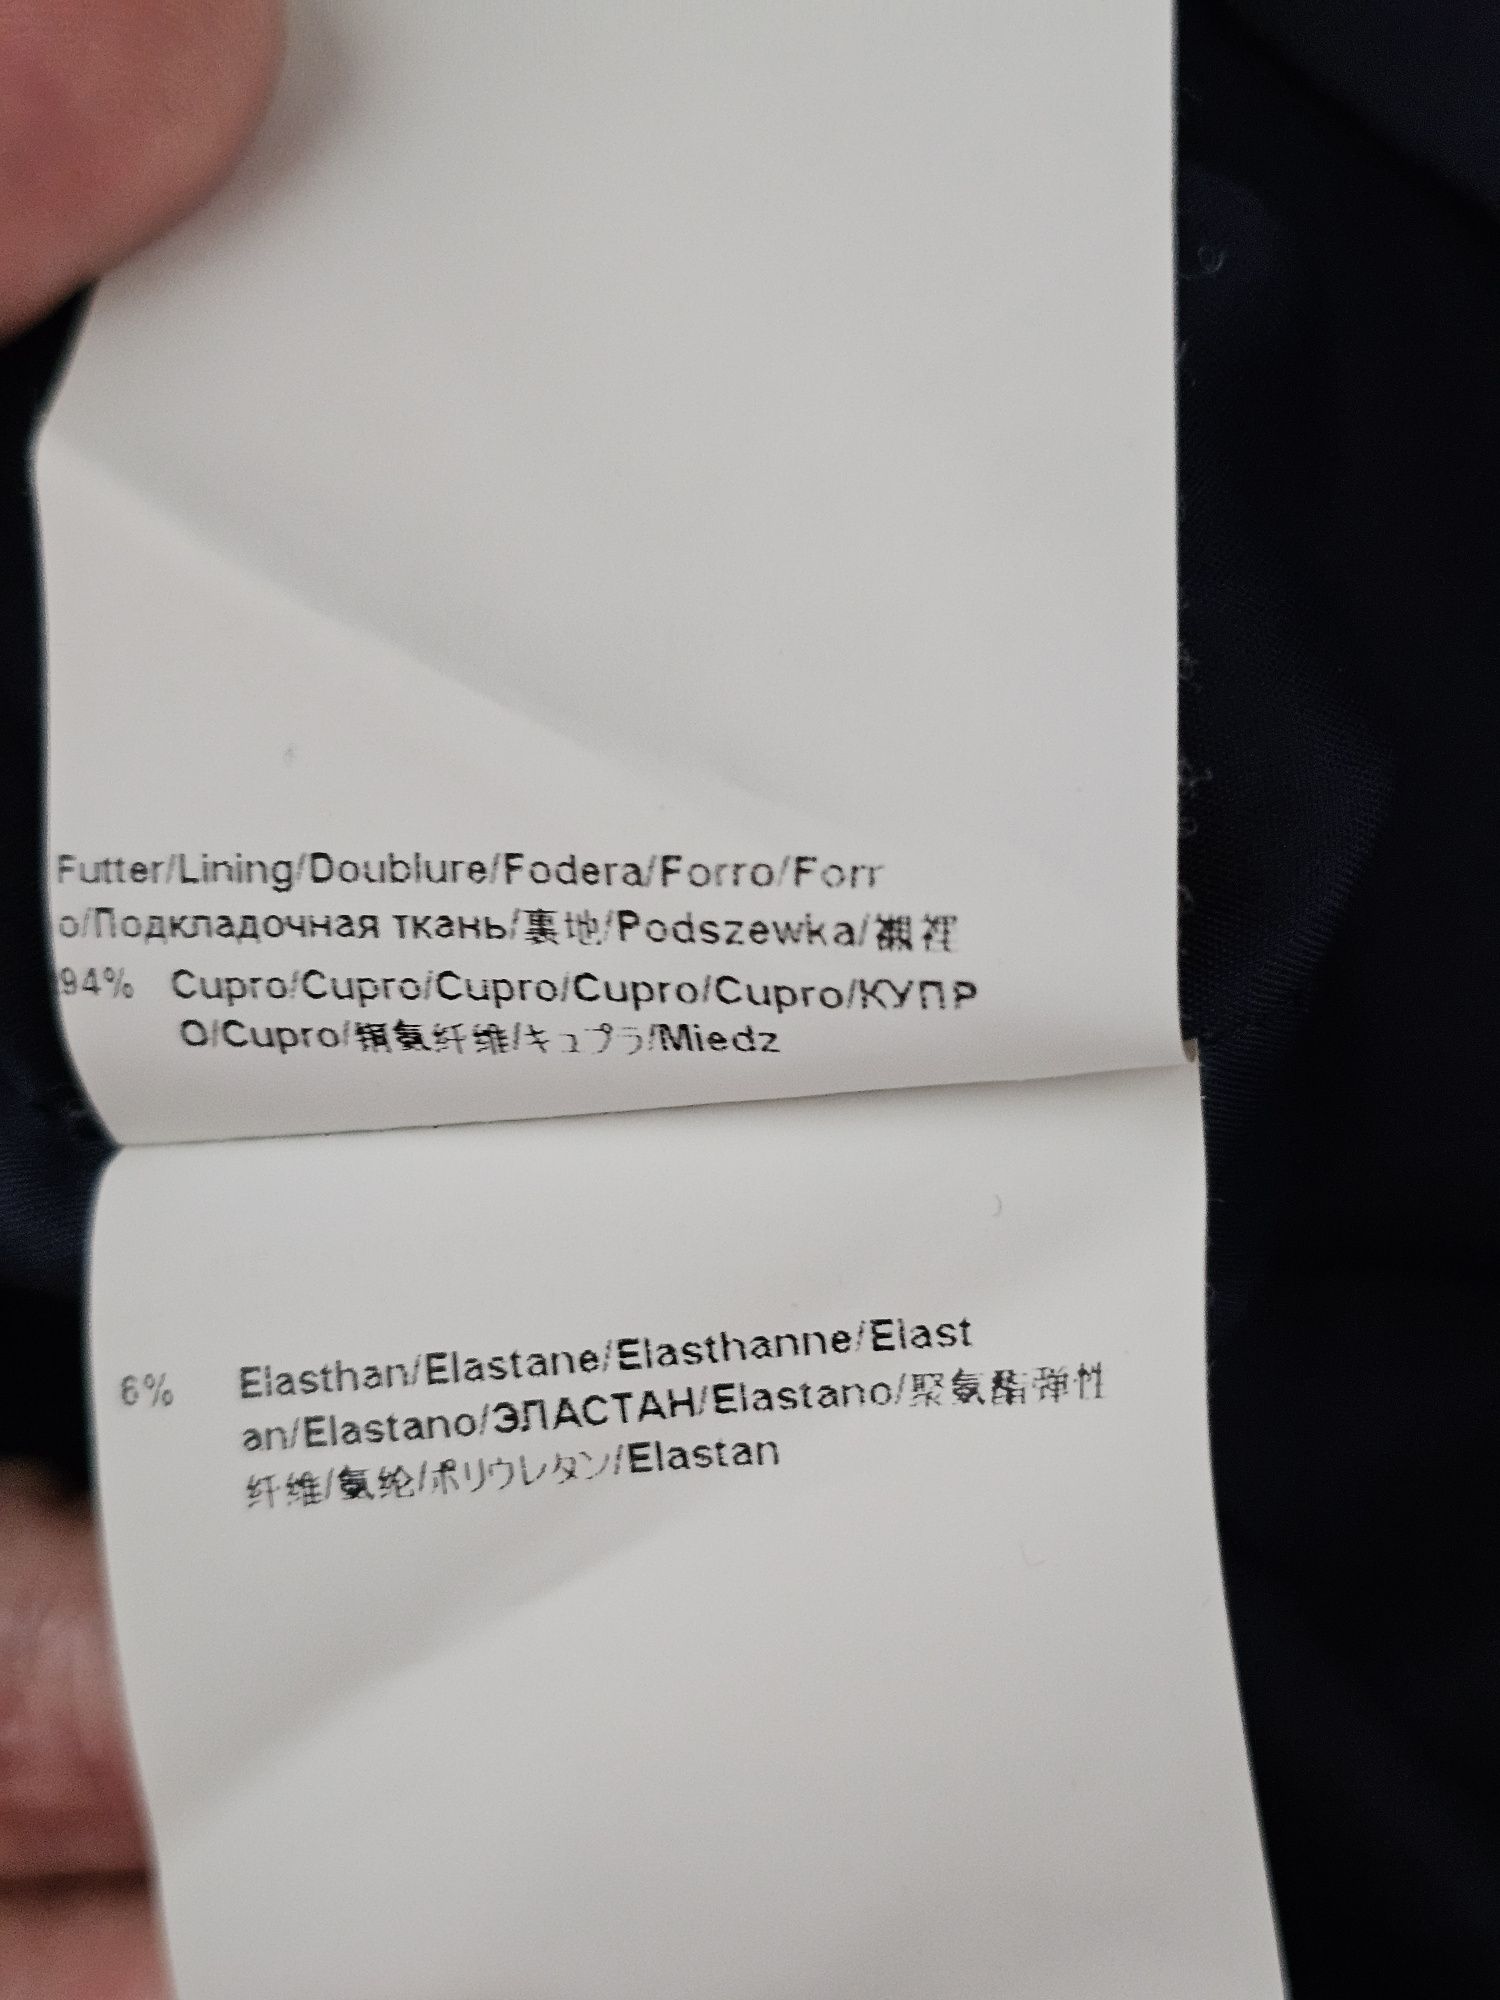 Futter/Lining/Doublure/Fodera/Forro/Forr
o/Подкладочная ткань/裏地/Podszewka/襯裡
94% Cupro/Cupro/Cupro/Cupro/Cupro/КУПР
О/Cupro/铜氨纤维/キュプラ/Miedz
6% Elasthan/Elastane/Elasthanne/Elast
an/Elastano/ЭЛАСТАН/Elastano/聚氨酯弹性
纤维/氨纶/ポリウレタン/Elastan